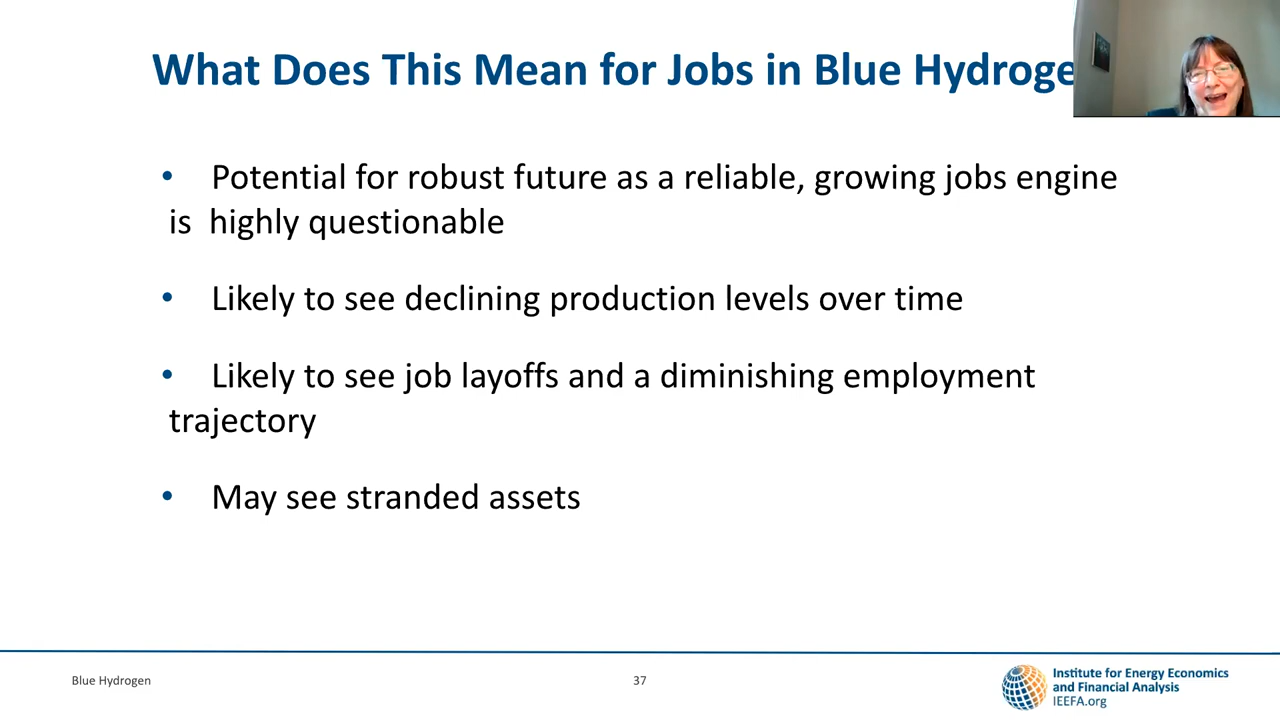 What Does This Mean for Jobs in Blue Hydroge
• Potential for robust future as a reliable, growing jobs engine
is highly questionable
• Likely to see declining production levels over time
• Likely to see job layoffs and a diminishing employment
trajectory
• May see stranded assets
Blue Hydrogen
37
Institute for Energy Economics
and Financial Analysis
IEEFA.org